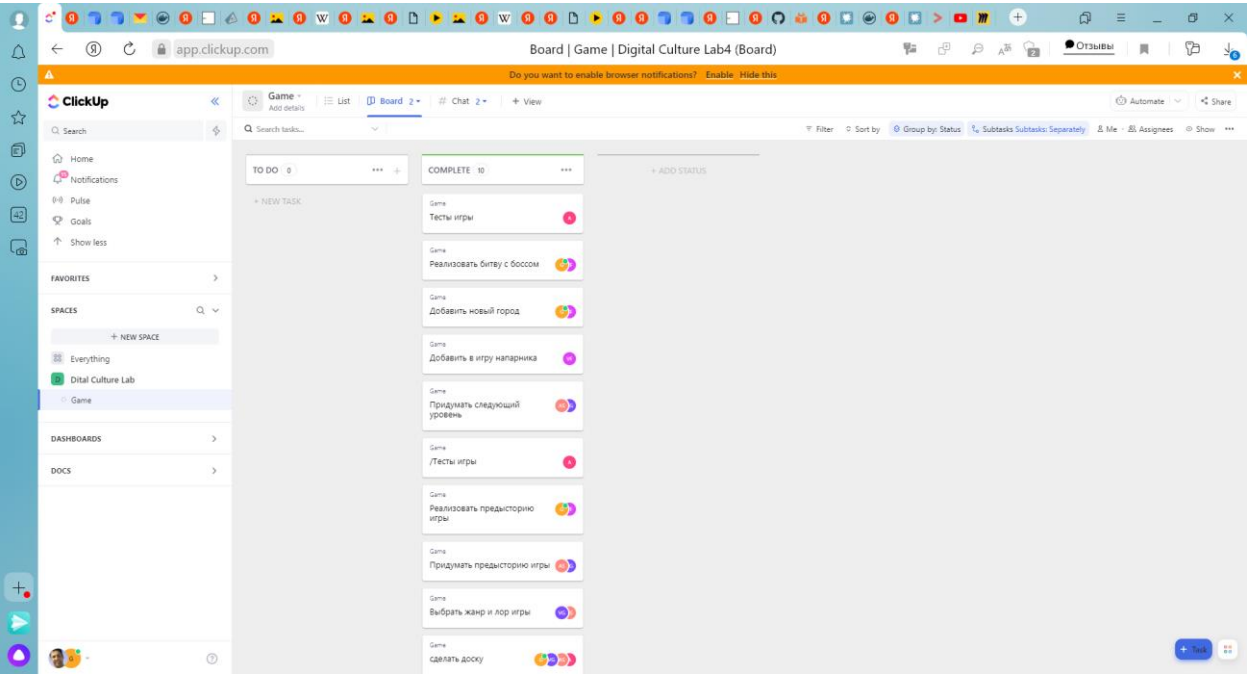 app.clickup.com
Board | Game | Digital Culture Lab4 (Board)
2
Отзывы
6
Do you want to enable browser notifications? Enable Hide this
ClickUp
Search
Home
Notifications
Pulse
Goals
Show less
FAVORITES
SPACES
+ NEW SPACE
Everything
D Dital Culture Lab
Game
DASHBOARDS
DOCS
42
Game
Add details
List
Board 2
# Chat 2
+ View
Automate
Share
Search tasks...
Filter
Sort by
Group by: Status
Subtasks Subtasks: Separately
Me
Assignees
Show
TO DO 0
+ NEW TASK
COMPLETE 10
+ ADD STATUS
Game
Тесты игры
Game
Реализовать битву с боссом
Game
Добавить новый город
Game
Добавить в игру напарника
Game
Придумать следующий
уровень
Game
/Тесты игры
Game
Реализовать предысторию
игры
Game
Придумать предысторию игры
Game
Выбрать жанр и лор игры
Game
сделать доску
+ Task